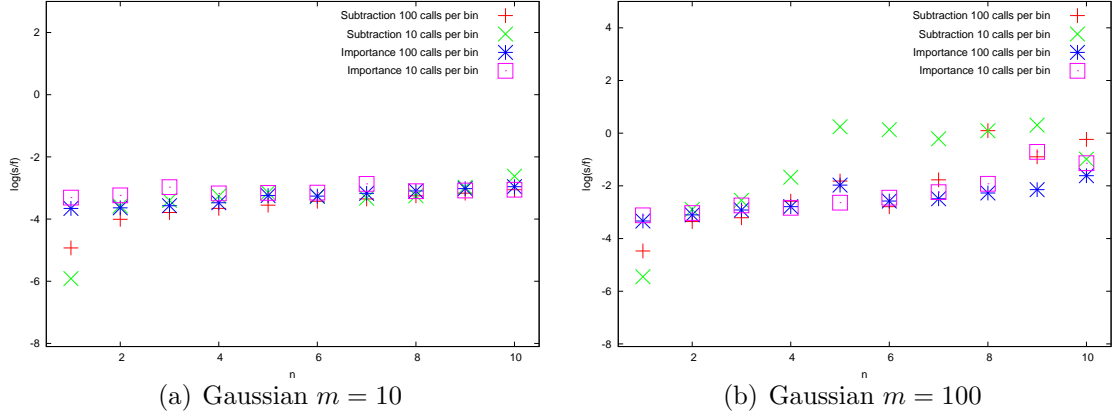 Subtraction 100 calls per bin
Subtraction 10 calls per bin
Importance 100 calls per bin
Importance 10 calls per bin
2
0
-2
-4
-6
-8
log(s/f)
2 4 6 8 10
n
(a) Gaussian m = 10
Subtraction 100 calls per bin
Subtraction 10 calls per bin
Importance 100 calls per bin
Importance 10 calls per bin
4
2
0
-2
-4
-6
-8
log(s/f)
2 4 6 8 10
n
(b) Gaussian m = 100